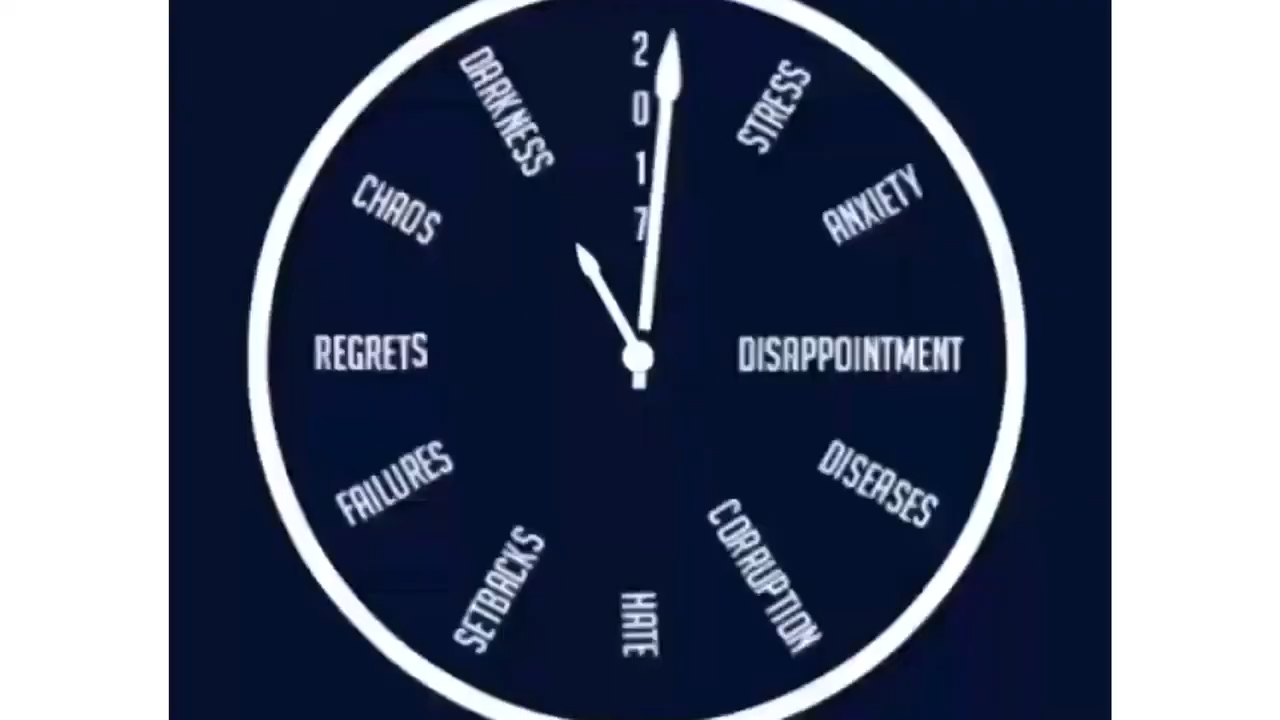 2017
STRESS
ANXIETY
DISAPPOINTMENT
DISEASES
CORRUPTION
HATE
SETBACKS
FAILURES
REGRETS
CHAOS
DARKNESS